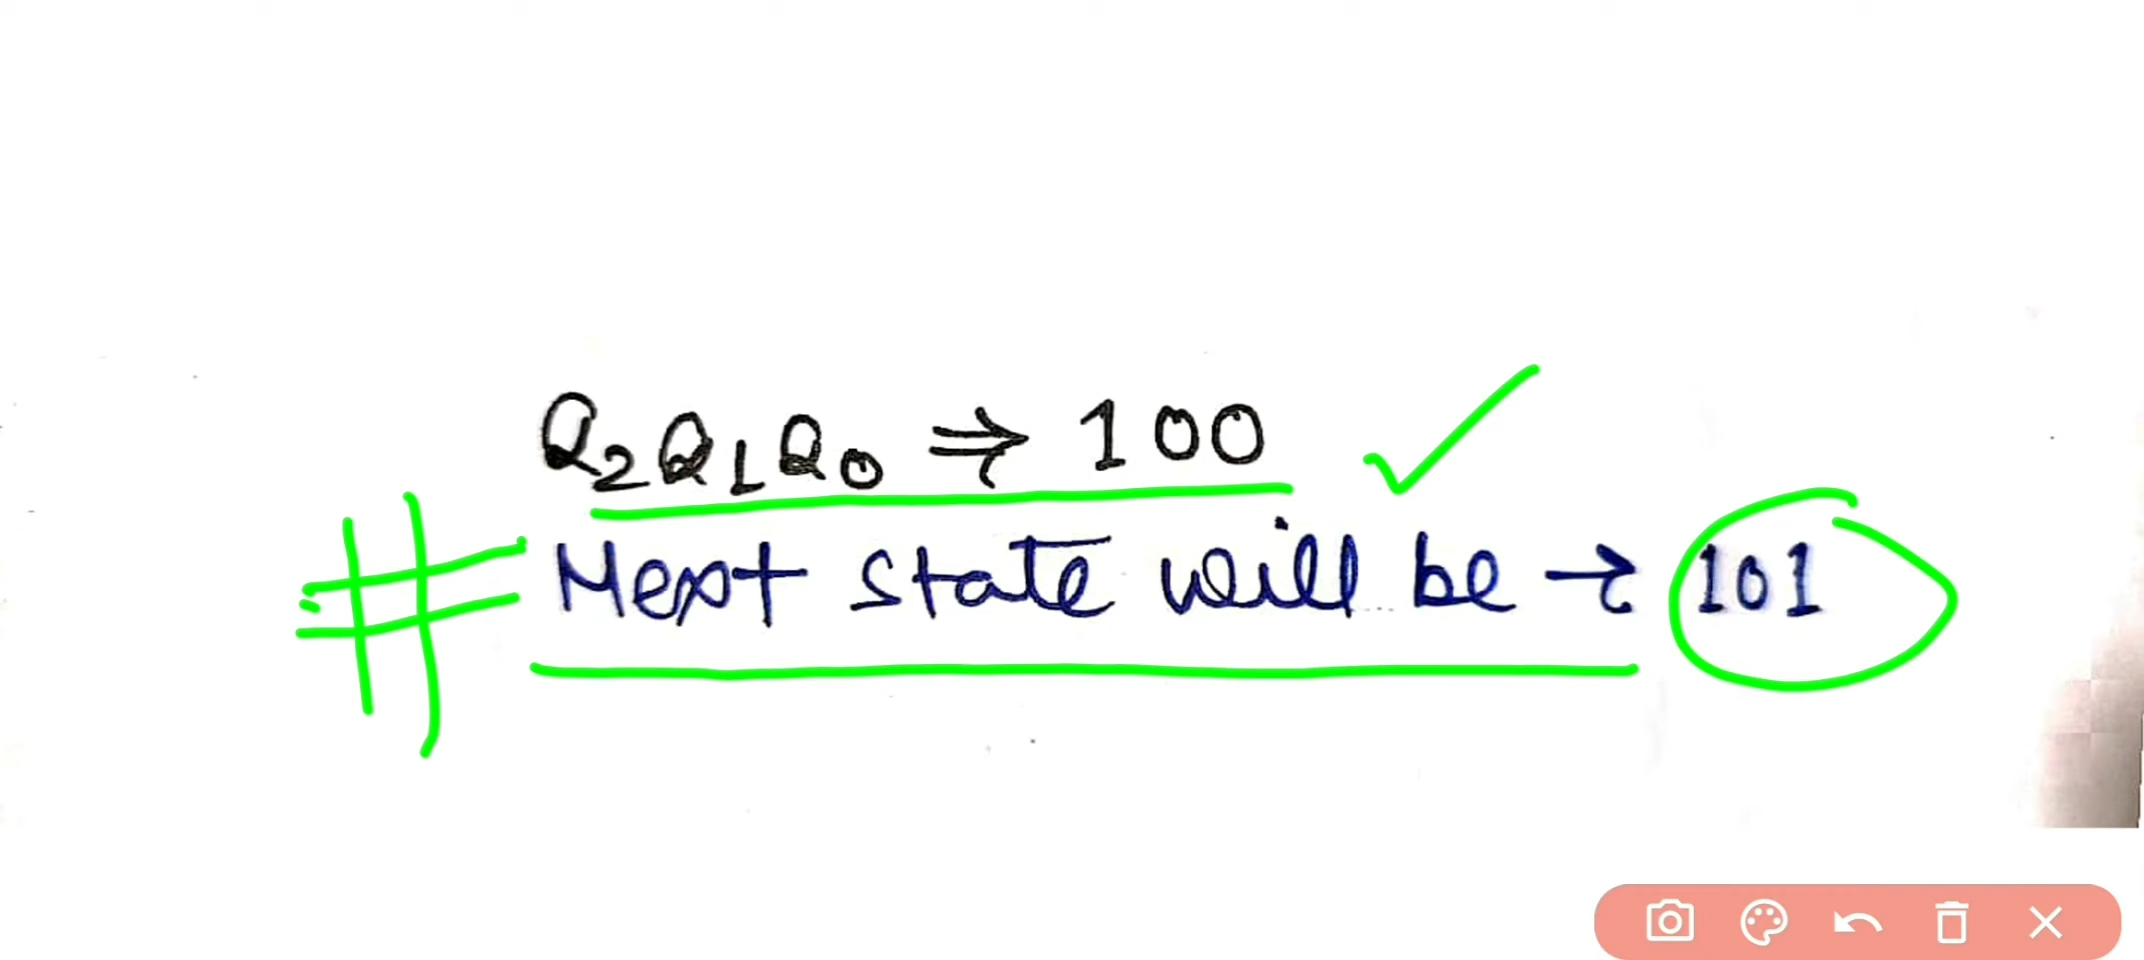 Q₂Q₁Q₀ ⇒ 100 ✓
# Next state will be → 101